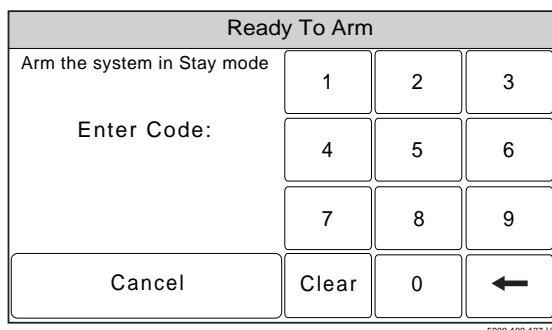 Ready To Arm
Arm the system in Stay mode
Enter Code:
1 2 3
4 5 6
7 8 9
Cancel Clear 0